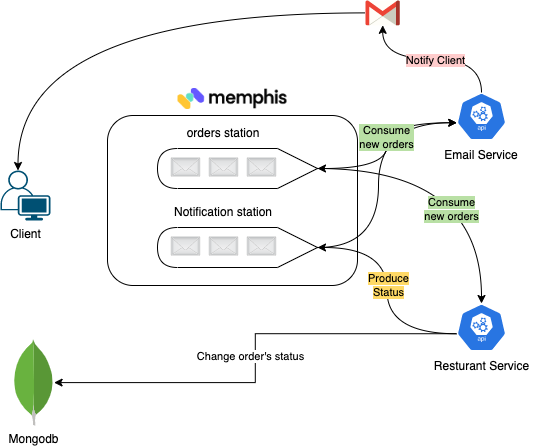 Notify Client
memphis
orders station
Consume
new orders
api
Email Service
Notification station
Consume
new orders
Client
Produce
Status
api
Change order's status
Resturant Service
Mongodb